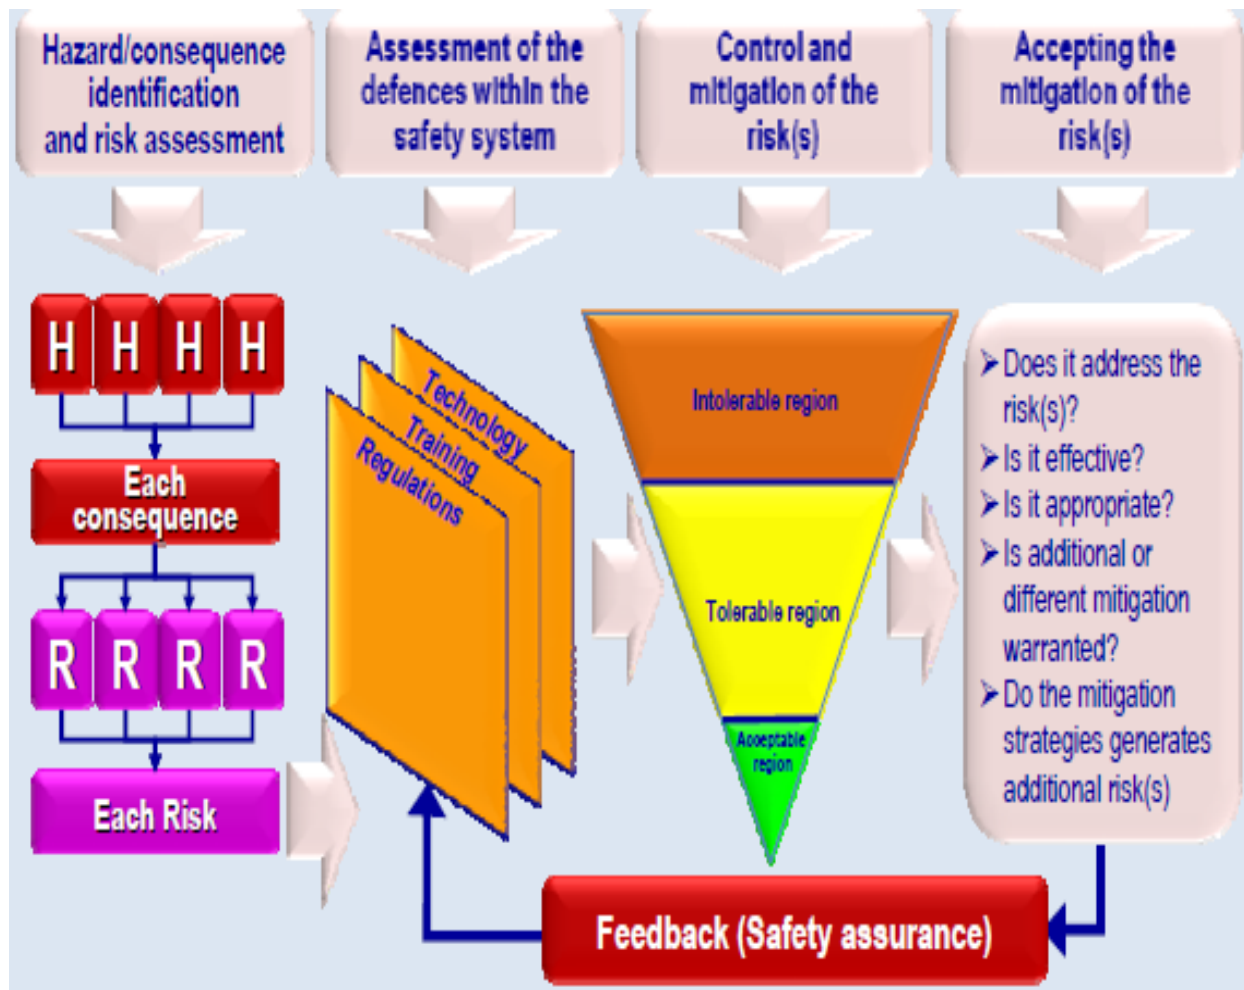 Hazard/consequence
identification
and risk assessment
Assessment of the
defences within the
safety system
Control and
mitigation of the
risk(s)
Accepting the
mitigation of the
risk(s)
H H H H
Each
consequence
R R R R
Each Risk
Technology
Training
Regulations
Intolerable region
Tolerable region
Acceptable
region
➢Does it address the
risk(s)?
➢Is it effective?
➢Is it appropriate?
➢Is additional or
different mitigation
warranted?
➢Do the mitigation
strategies generates
additional risk(s)
Feedback (Safety assurance)